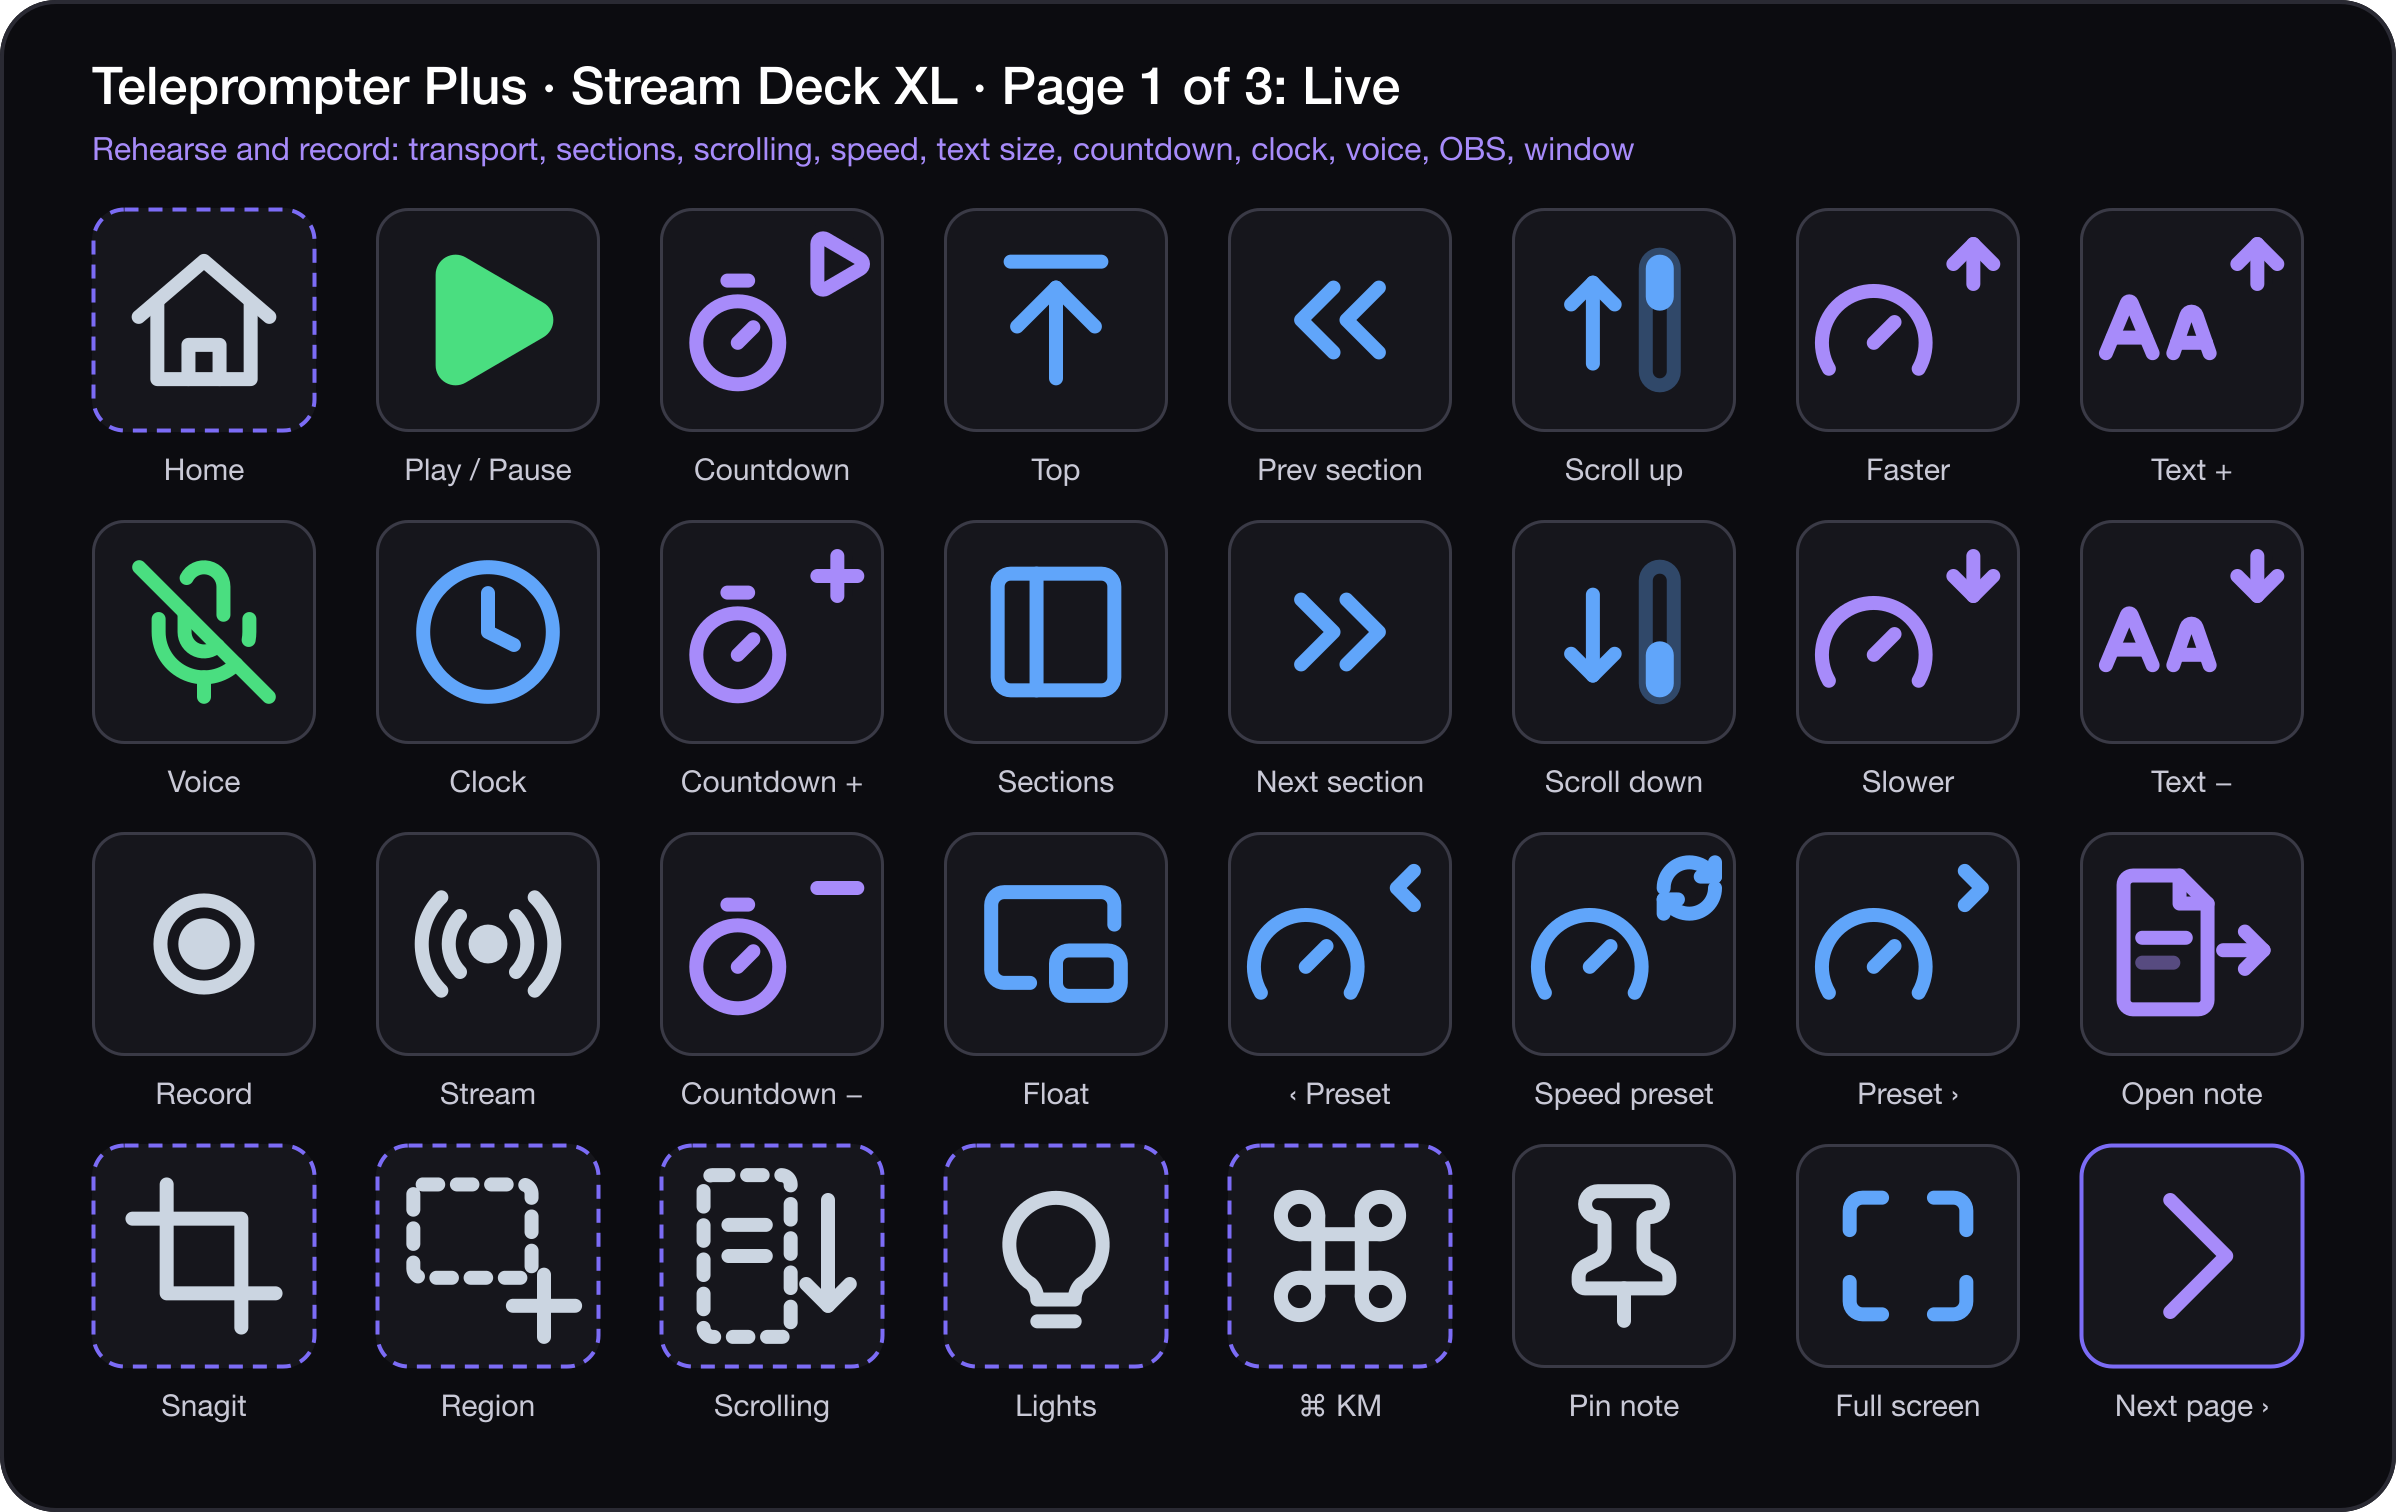 Teleprompter Plus · Stream Deck XL · Page 1 of 3: Live
Rehearse and record: transport, sections, scrolling, speed, text size, countdown, clock, voice, OBS, window
Home
Play / Pause
Countdown
Top
Prev section
Scroll up
Faster
Text +
Voice
Clock
Countdown +
Sections
Next section
Scroll down
Slower
Text –
Record
Stream
Countdown –
Float
‹ Preset
Speed preset
Preset ›
Open note
Snagit
Region
Scrolling
Lights
⌘ KM
Pin note
Full screen
Next page ›